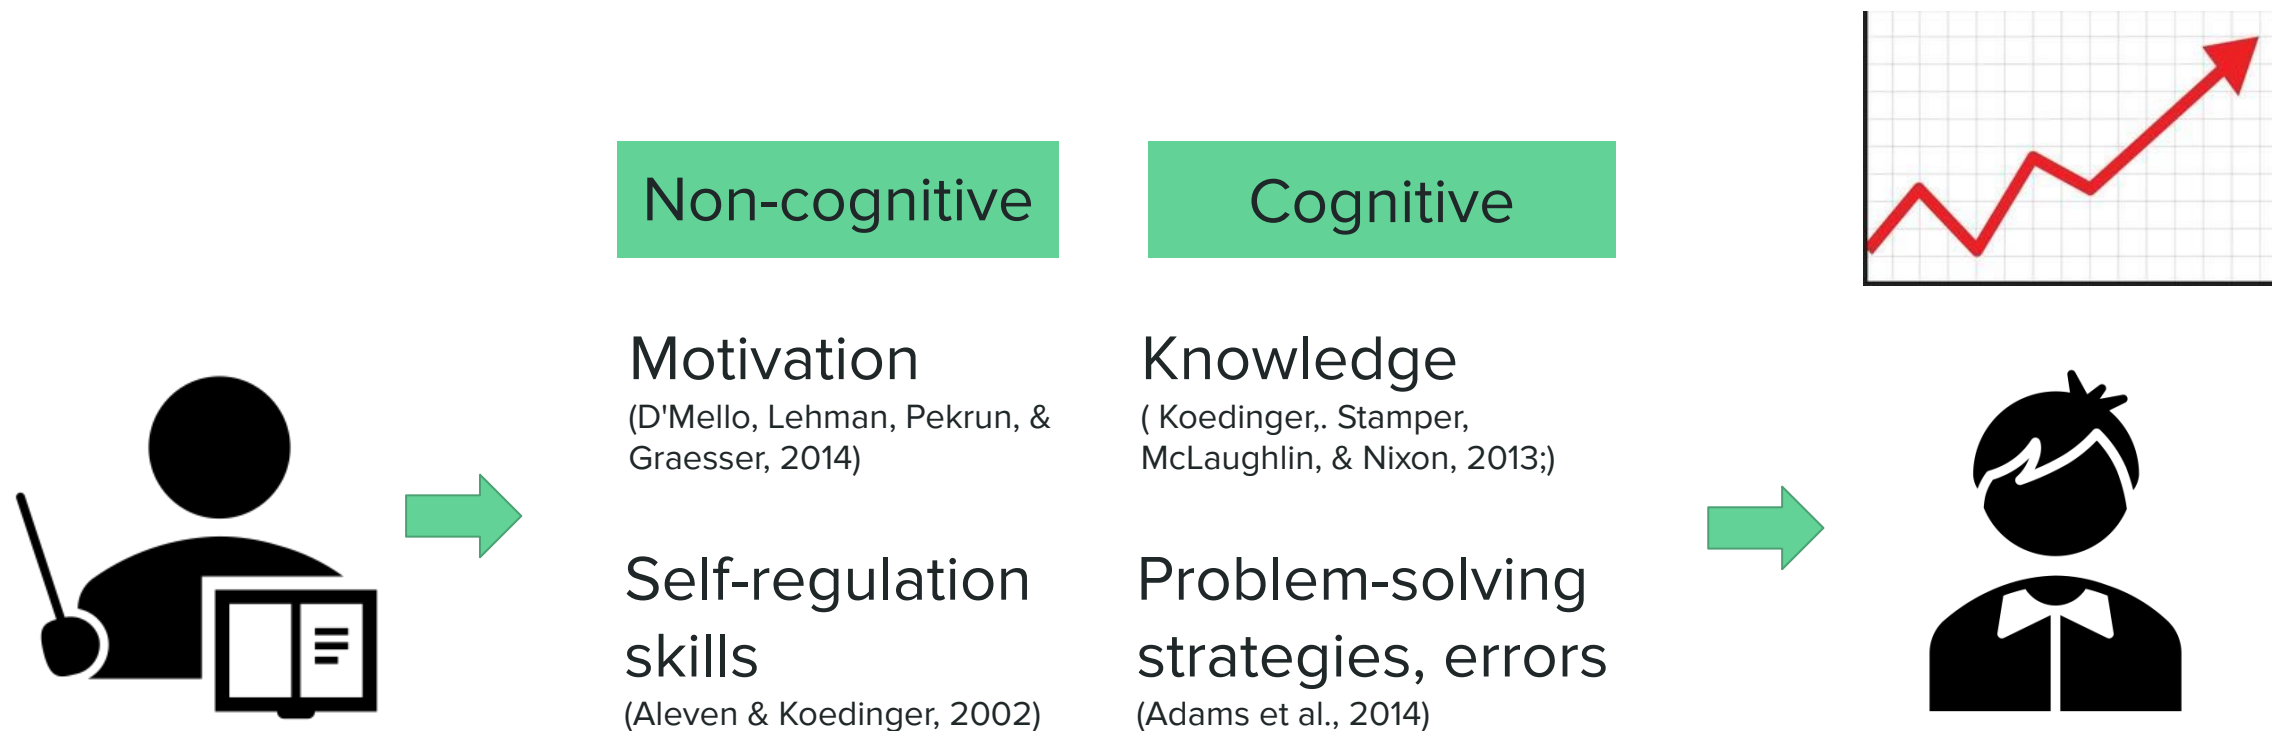 Non-cognitive
Motivation
(D'Mello, Lehman, Pekrun, &
Graesser, 2014)
Self-regulation
skills
(Aleven & Koedinger, 2002)
Cognitive
Knowledge
( Koedinger,. Stamper,
McLaughlin, & Nixon, 2013;)
Problem-solving
strategies, errors
(Adams et al., 2014)